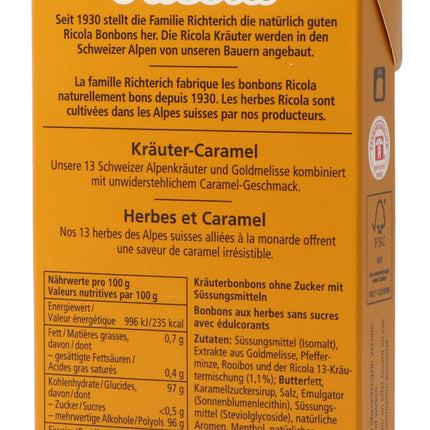 Seit 1930 stellt die Familie Richterich die natürlich guten
Ricola Bonbons her. Die Ricola Kräuter werden in den
Schweizer Alpen von unseren Bauern angebaut.
La famille Richterich fabrique les bonbons Ricola
naturellement bons depuis 1930. Les herbes Ricola sont
cultivées dans les Alpes suisses par nos producteurs.
Kräuter-Caramel
Unsere 13 Schweizer Alpenkräuter und Goldmelisse kombiniert
mit unwiderstehlichem Caramel-Geschmack.
Herbes et Caramel
Nos 13 herbes des Alpes suisses alliées à la monarde offrent
une saveur de caramel irrésistible.
Nährwerte pro 100 g
Valeurs nutritives par 100 g
Energiewert/
Valeur énergétique 996 kJ/235 kcal
Fett/Matières grasses, 0,7 g
davon/dont
– gesättigte Fettsäuren/
Acides gras saturés 0,4 g
Kohlenhydrate/Glucides, 97 g
davon/dont
– Zucker/Sucres <0,5 g
– mehrwertige Alkohole/Polyols 96 g
Kräuterbonbons ohne Zucker mit
Süssungsmitteln
Bonbons aux herbes sans sucres
avec édulcorants
Zutaten: Süssungsmittel (Isomalt),
Extrakte aus Goldmelisse, Pfeffer-
minze, Rooibos und der Ricola 13-Kräu-
termischung (1,1%); Butterfett,
Karamellzuckersirup, Salz, Emulgator
(Sonnenblumenlecithin), Süssungs-
mittel (Steviolglycoside), natürliche
Aromen, Menthol, natürliches
FSC
MIX